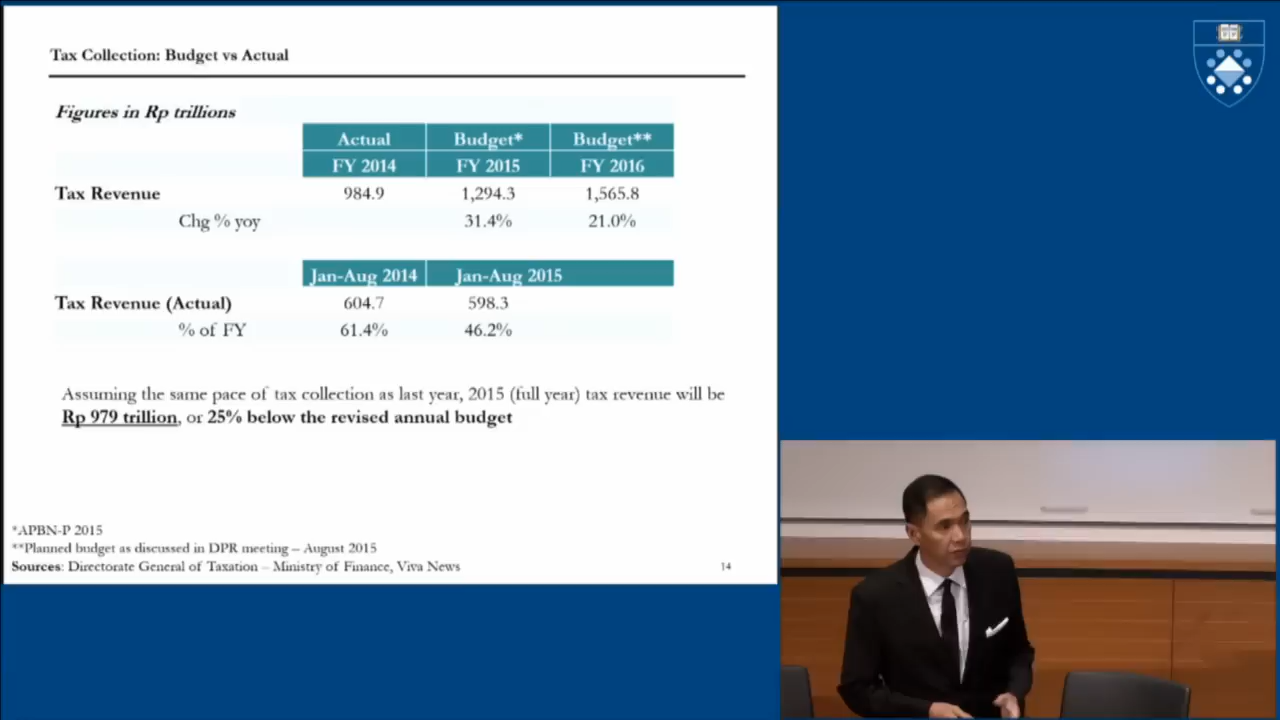 Tax Collection: Budget vs Actual
Figures in Rp trillions
Actual Budget* Budget**
FY 2014 FY 2015 FY 2016
Tax Revenue 984.9 1,294.3 1,565.8
Chg % yoy 31.4% 21.0%
Jan-Aug 2014 Jan-Aug 2015
Tax Revenue (Actual) 604.7 598.3
% of FY 61.4% 46.2%
Assuming the same pace of tax collection as last year, 2015 (full year) tax revenue will be
Rp 979 trillion, or 25% below the revised annual budget
*APBN-P 2015
**Planned budget as discussed in DPR meeting – August 2015
Sources: Directorate General of Taxation – Ministry of Finance, Viva News
14